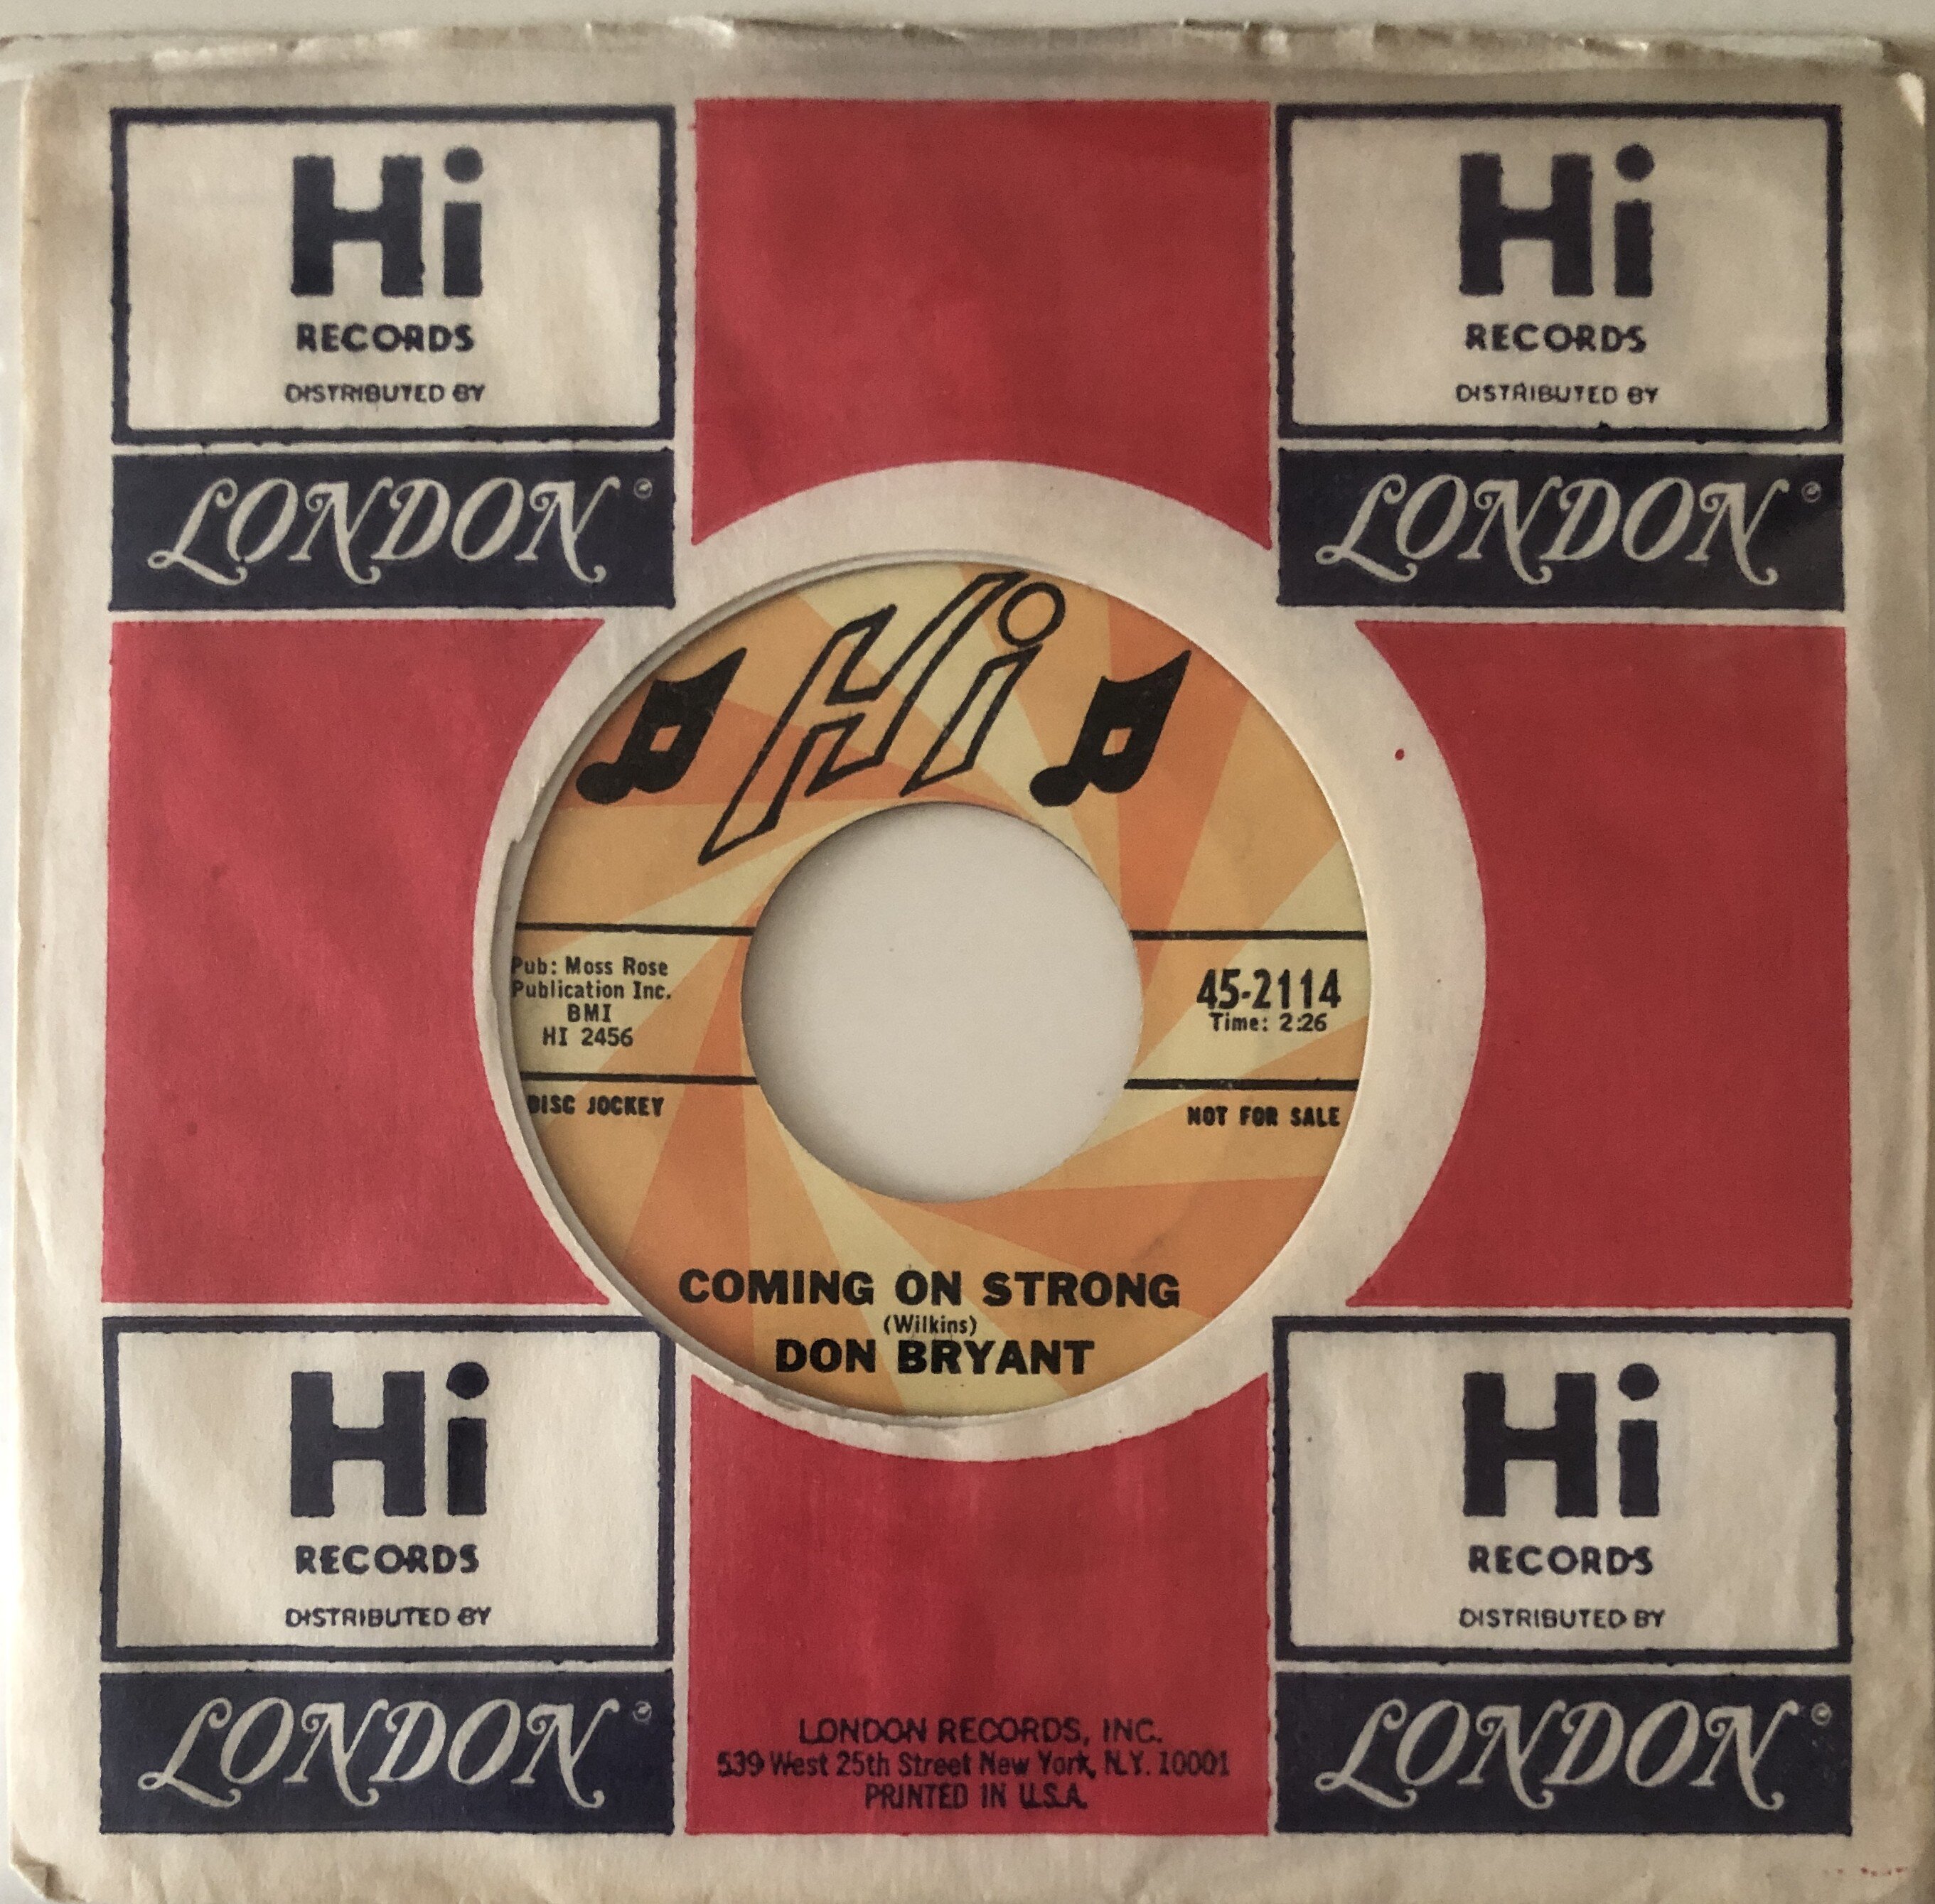 Hi
RECORDS
DISTRIBUTED BY
LONDON®
Hi
RECORDS
DISTRIBUTED BY
LONDON®
Hi
Pub: Moss Rose
Publication Inc.
BMI
HI 2456
45-2114
Time: 2:26
DISC JOCKEY
NOT FOR SALE
COMING ON STRONG
(Wilkins)
DON BRYANT
Hi
RECORDS
DISTRIBUTED BY
LONDON®
Hi
RECORDS
DISTRIBUTED BY
LONDON®
LONDON RECORDS, INC.
539 West 25th Street New York, N.Y. 10001
PRINTED IN U.S.A.